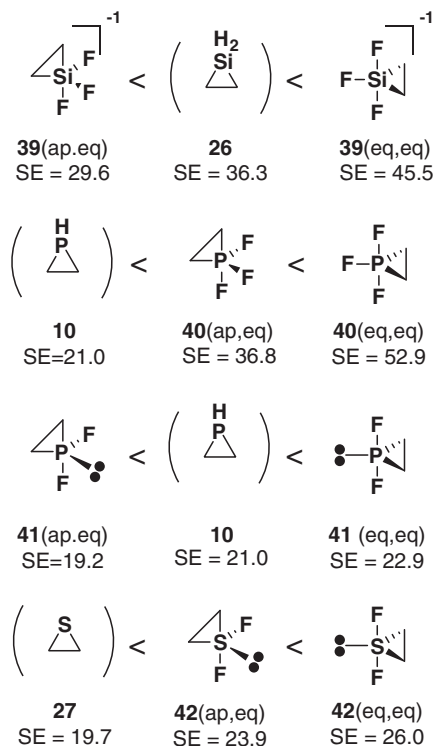 -1 -1
H2
Si F F F < ( Si ) < F Si F F
39(ap.eq) 26 39(eq,eq)
SE = 29.6 SE = 36.3 SE = 45.5
H F F
( P ) < P F F < F P F
10 40(ap,eq) 40(eq,eq)
SE=21.0 SE = 36.8 SE = 52.9
F H F
P F < ( P ) < P F
41(ap.eq) 10 41 (eq,eq)
SE=19.2 SE = 21.0 SE = 22.9
F F
( S ) < S F < S F
27 42(ap,eq) 42(eq,eq)
SE = 19.7 SE = 23.9 SE = 26.0